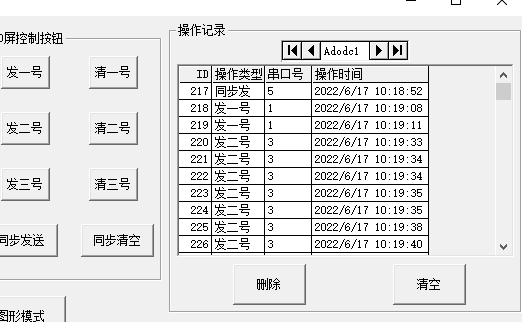 屏控制按钮
发一号 清一号
发二号 清二号
发三号 清三号
同步发送 同步清空
图形模式
操作记录
Adodc1
ID 操作类型 串口号 操作时间
217 同步发 5 2022/6/17 10:18:52
218 发一号 1 2022/6/17 10:19:08
219 发一号 1 2022/6/17 10:19:11
220 发二号 3 2022/6/17 10:19:33
221 发二号 3 2022/6/17 10:19:34
222 发二号 3 2022/6/17 10:19:34
223 发二号 3 2022/6/17 10:19:35
224 发二号 3 2022/6/17 10:19:35
225 发二号 3 2022/6/17 10:19:38
226 发二号 3 2022/6/17 10:19:40
删除 清空